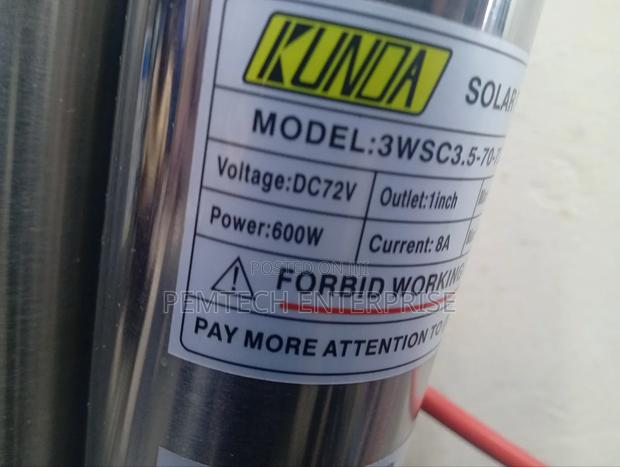 KUNDA
SOLAR
MODEL:3WSC3.5-70-
Voltage:DC72V
Outlet:1inch
Power:600W
Current: 8A
FORBID WORKING
POSTED ON Jiji
PEMTECH ENTERPRISE
PAY MORE ATTENTION TO